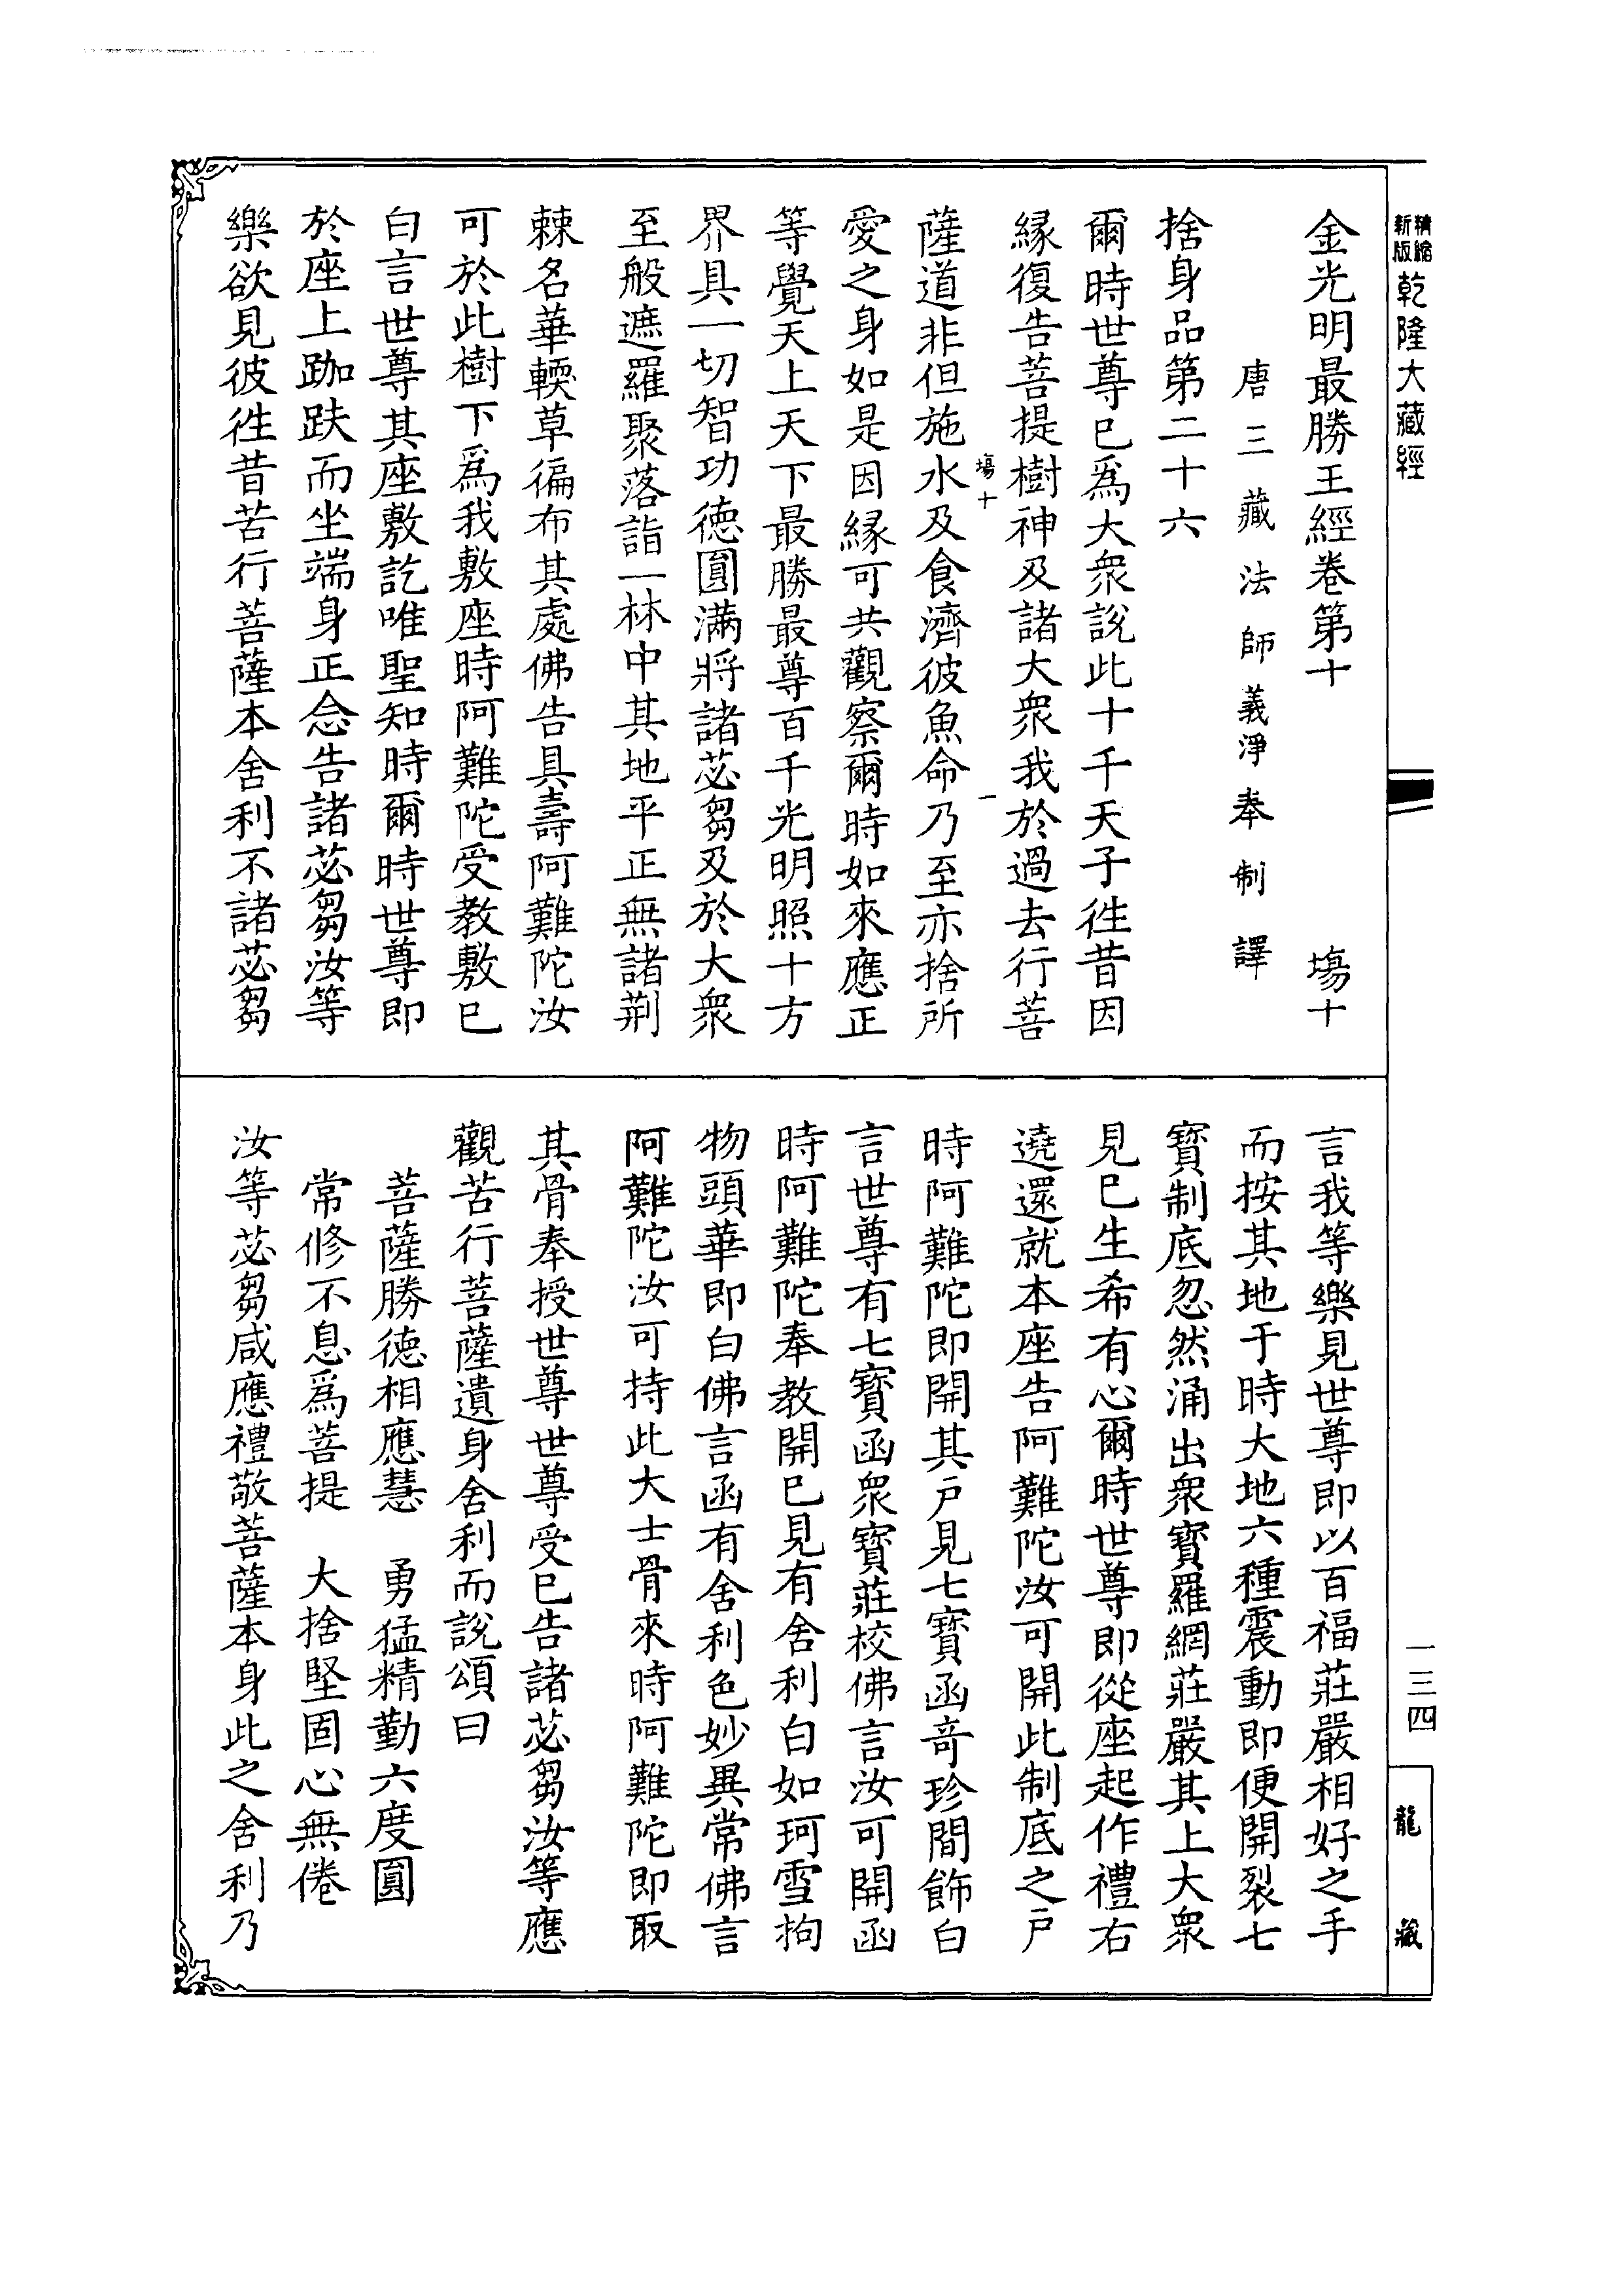 精縮新版乾隆大藏經
金光明最勝王經卷第十　塲十
唐三藏法師義淨奉制譯
捨身品第二十六
爾時世尊已爲大衆說此十千天子徃昔因
緣復告菩提樹神及諸大衆我於過去行菩
塲十　一
薩道非但施水及食濟彼魚命乃至亦捨所
愛之身如是因緣可共觀察爾時如來應正
等覺天上天下最勝最尊百千光明照十方
界具一切智功德圓滿將諸苾芻及於大衆
至般遮羅聚落詣一林中其地平正無諸荆
棘名華輭草徧布其處佛告具壽阿難陀汝
可於此樹下爲我敷座時阿難陀受教敷已
白言世尊其座敷訖唯聖知時爾時世尊即
於座上跏趺而坐端身正念告諸苾芻汝等
樂欲見彼徃昔苦行菩薩本舍利不諸苾芻
言我等樂見世尊即以百福莊嚴相好之手
而按其地于時大地六種震動即便開裂七
寶制底忽然涌出衆寶羅網莊嚴其上大衆
見已生希有心爾時世尊即從座起作禮右
遶還就本座告阿難陀汝可開此制底之戸
時阿難陀即開其戸見七寶函竒珍間飾白
言世尊有七寶函衆寶莊校佛言汝可開函
時阿難陀奉教開已見有舍利白如珂雪拘
物頭華即白佛言函有舍利色妙異常佛言
阿難陀汝可持此大士骨來時阿難陀即取
其骨奉授世尊世尊受已告諸苾芻汝等應
觀苦行菩薩遺身舍利而說頌曰
菩薩勝德相應慧　勇猛精勤六度圓
常修不息爲菩提　大捨堅固心無倦
汝等苾芻咸應禮敬菩薩本身此之舍利乃
一三四
龍藏